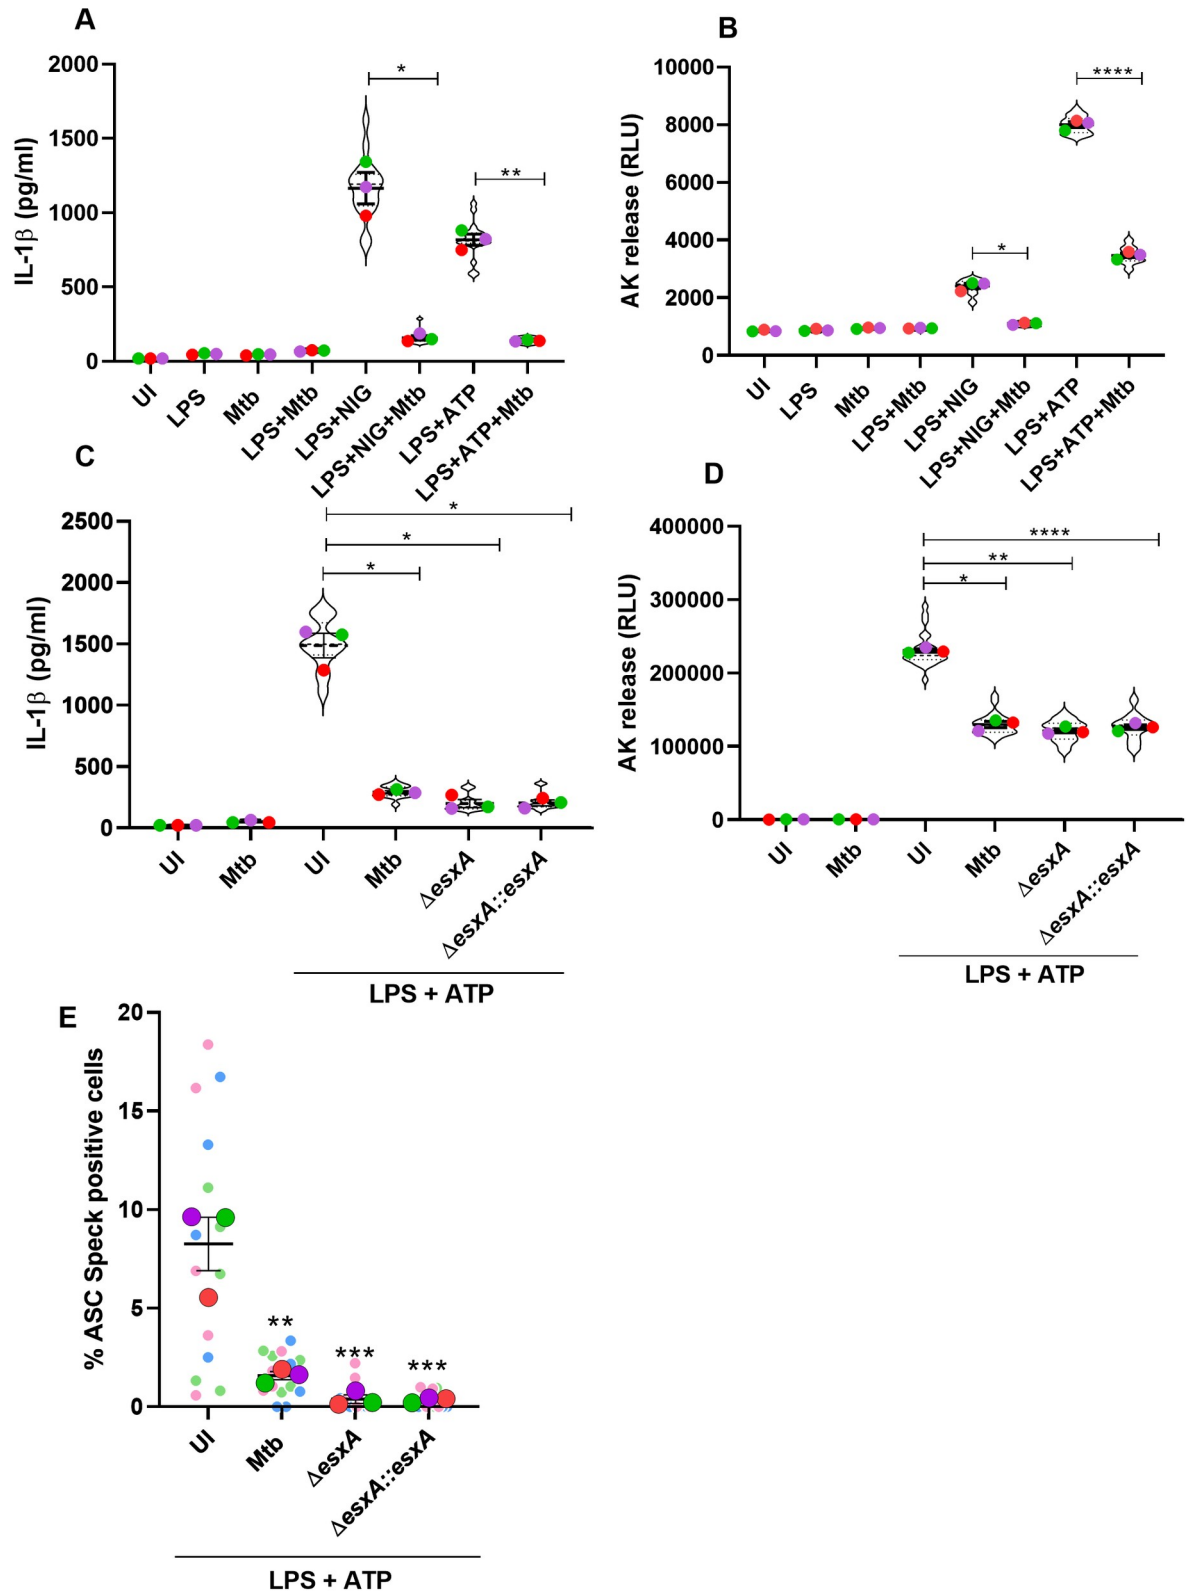 A
IL-1β (pg/ml)
2000
1500
1000
500
0
*
**
UI
LPS
Mtb
LPS+Mtb
LPS+NIG
LPS+NIG+Mtb
LPS+ATP
LPS+ATP+Mtb
B
AK release (RLU)
10000
8000
6000
4000
2000
0
*
****
UI
LPS
Mtb
LPS+Mtb
LPS+NIG
LPS+NIG+Mtb
LPS+ATP
LPS+ATP+Mtb
C
IL-1β (pg/ml)
2500
2000
1500
1000
500
0
*
*
*
UI
Mtb
UI
Mtb
ΔesxA
ΔesxA::esxA
LPS + ATP
D
AK release (RLU)
400000
300000
200000
100000
0
****
**
*
UI
Mtb
UI
Mtb
ΔesxA
ΔesxA::esxA
LPS + ATP
E
% ASC Speck positive cells
20
15
10
5
0
**
***
***
UI
Mtb
ΔesxA
ΔesxA::esxA
LPS + ATP